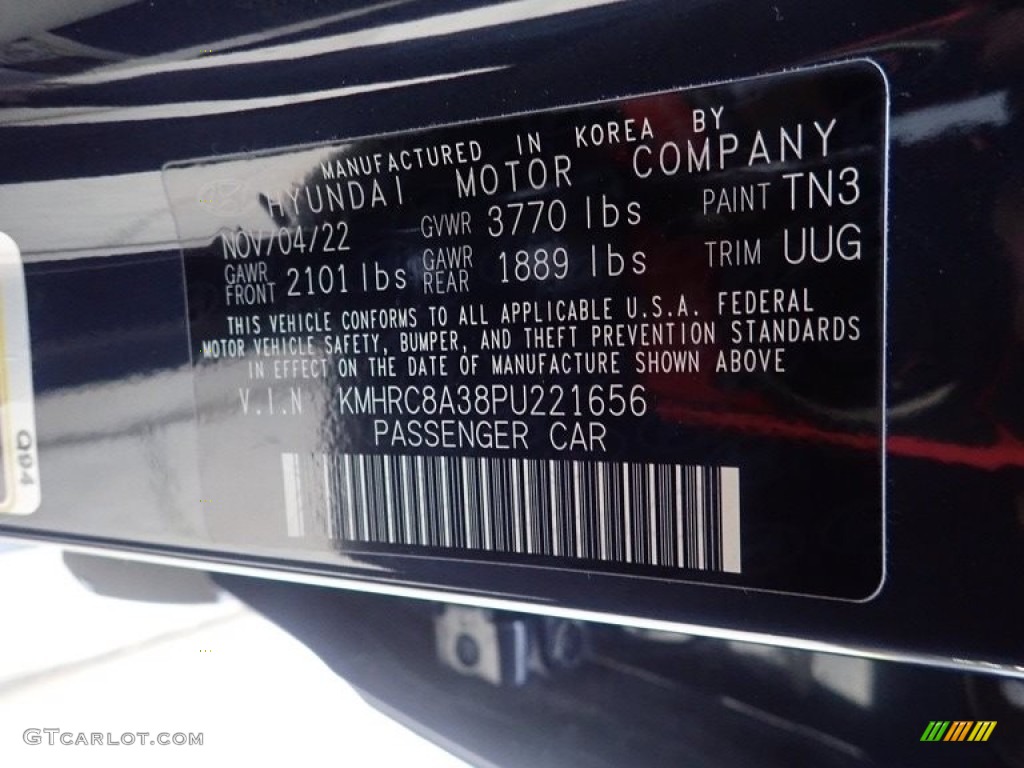 MANUFACTURED IN KOREA BY
HYUNDAI MOTOR COMPANY
NOV/04/22 GVWR 3770 lbs PAINT TN3
GAWR FRONT 2101 lbs GAWR REAR 1889 lbs TRIM UUG
THIS VEHICLE CONFORMS TO ALL APPLICABLE U.S.A. FEDERAL
MOTOR VEHICLE SAFETY, BUMPER, AND THEFT PREVENTION STANDARDS
IN EFFECT ON THE DATE OF MANUFACTURE SHOWN ABOVE
V.I.N KMHRC8A38PU221656
PASSENGER CAR
Q94
GTCARLOT.COM